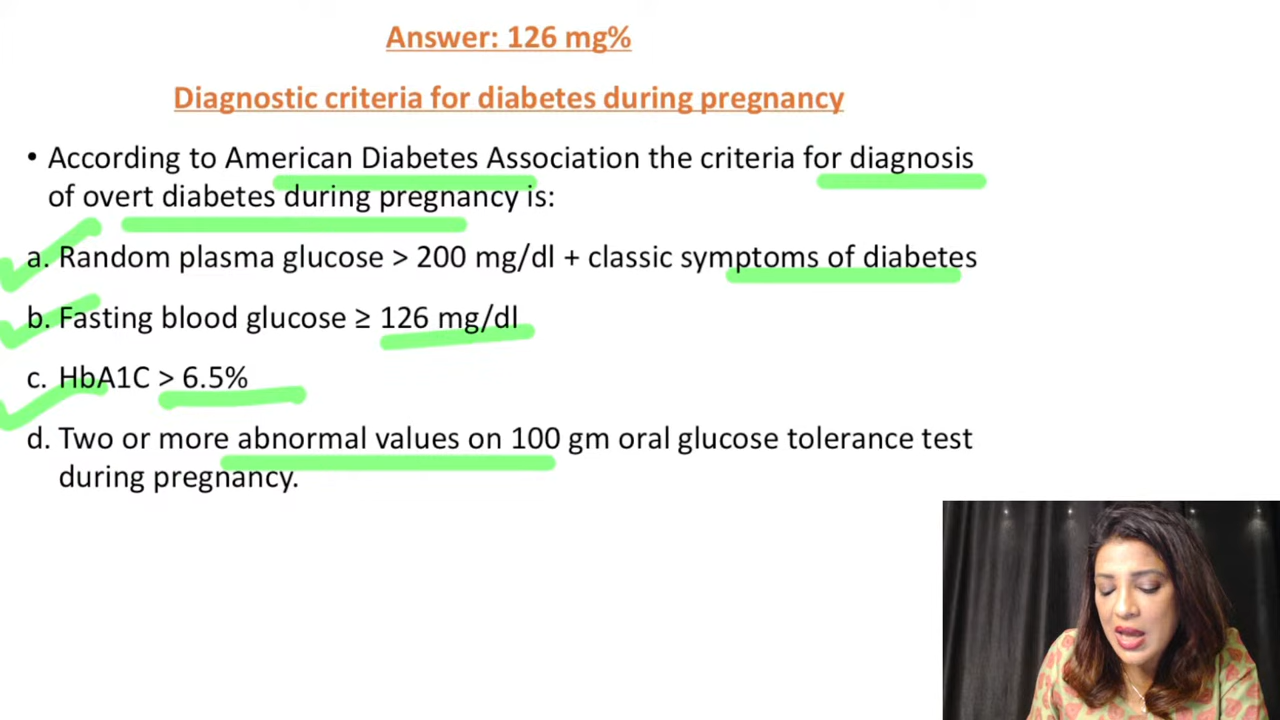 Answer: 126 mg%
Diagnostic criteria for diabetes during pregnancy
• According to American Diabetes Association the criteria for diagnosis
of overt diabetes during pregnancy is:
a. Random plasma glucose > 200 mg/dl + classic symptoms of diabetes
b. Fasting blood glucose ≥ 126 mg/dl
c. HbA1C > 6.5%
d. Two or more abnormal values on 100 gm oral glucose tolerance test
during pregnancy.